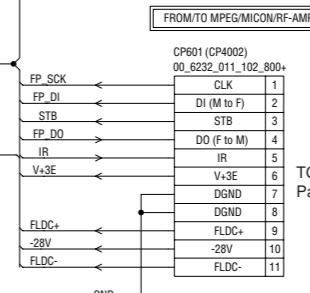 FROM/TO MPEG/MICON/RF-AMP
CP601 (CP4002)
00_6232_011_102_800+
FP_SCK CLK 1
FP_DI DI (M to F) 2
STB STB 3
FP_DO DO (F to M) 4
IR IR 5
V+3E V+3E 6
DGND 7
DGND 8
FLDC+ FLDC+ 9
-28V -28V 10
FLDC- FLDC- 11